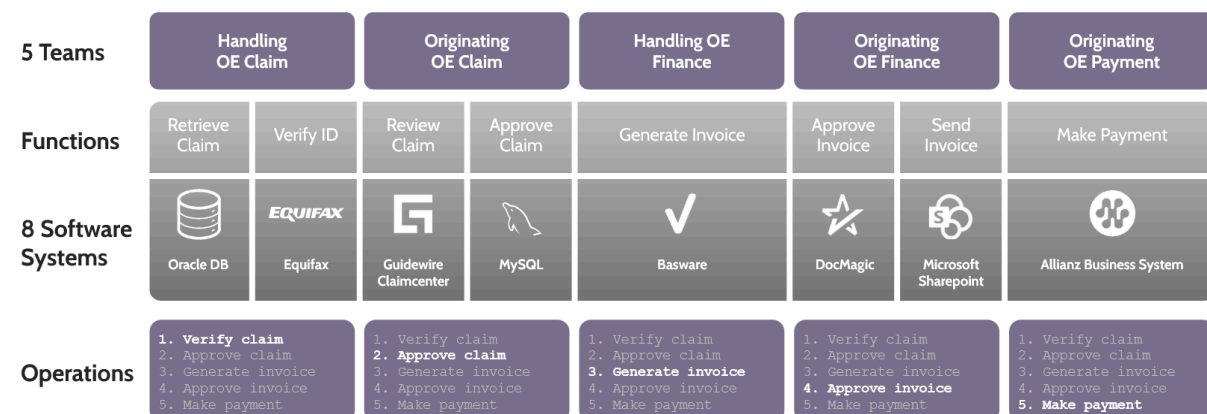 5 Teams
Handling
OE Claim
Originating
OE Claim
Handling OE
Finance
Originating
OE Finance
Originating
OE Payment
Functions
Retrieve
Claim
Verify ID
Review
Claim
Approve
Claim
Generate Invoice
Approve
Invoice
Send
Invoice
Make Payment
8 Software
Systems
Oracle DB
EQUIFAX
Equifax
Guidewire
Claimcenter
MySQL
Basware
DocMagic
S
Microsoft
Sharepoint
Allianz Business System
Operations
1. Verify claim
2. Approve claim
3. Generate invoice
4. Approve invoice
5. Make payment
1. Verify claim
2. Approve claim
3. Generate invoice
4. Approve invoice
5. Make payment
1. Verify claim
2. Approve claim
3. Generate invoice
4. Approve invoice
5. Make payment
1. Verify claim
2. Approve claim
3. Generate invoice
4. Approve invoice
5. Make payment
1. Verify claim
2. Approve claim
3. Generate invoice
4. Approve invoice
5. Make payment